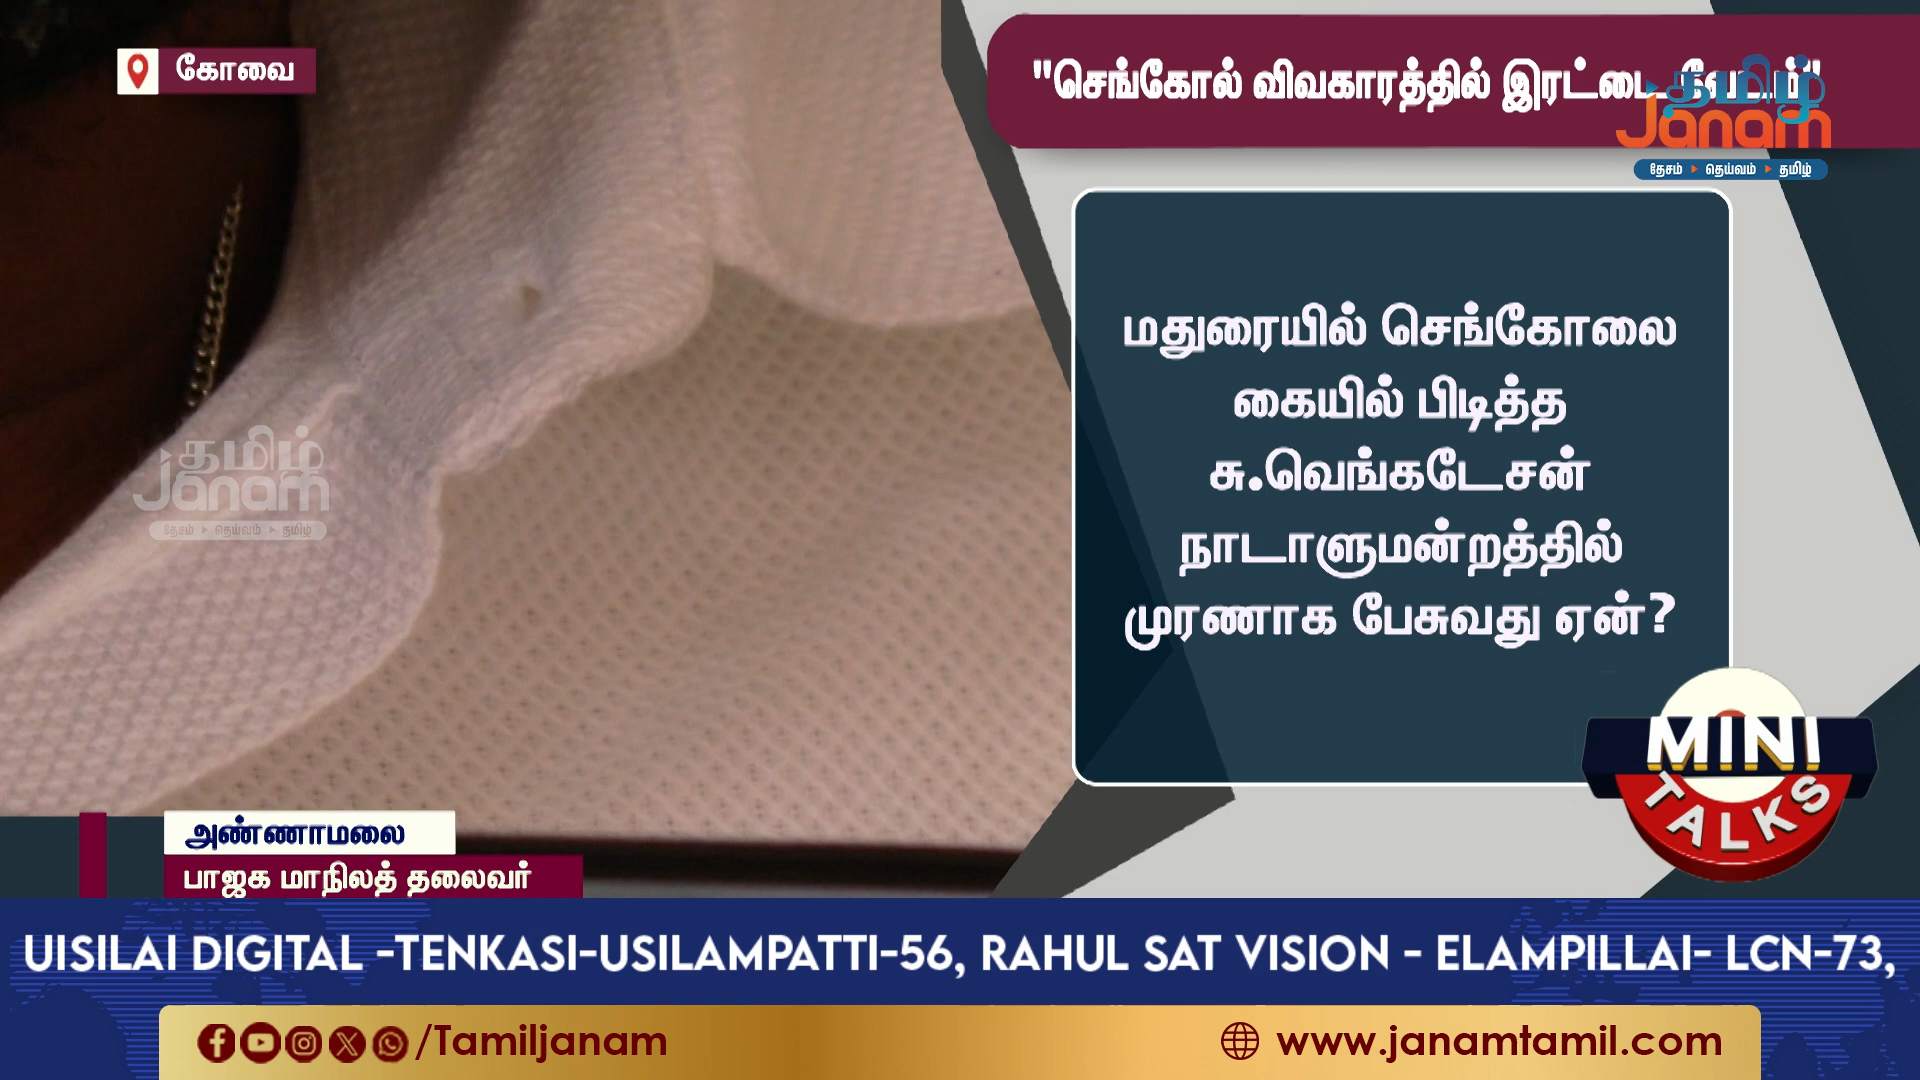 கோவை
"செங்கோல் விவகாரத்தில் இரட்டை
தமிழ்
Janam
தேசம் தெய்வம் தமிழ்
மதுரையில் செங்கோலை
கையில் பிடித்த
சு.வெங்கடேசன்
நாடாளுமன்றத்தில்
முரணாக பேசுவது ஏன்?
தமிழ்
Janam
தேசம் தெய்வம் தமிழ்
MINI
TALKS
அண்ணாமலை
பாஜக மாநிலத் தலைவர்
UISILAI DIGITAL -TENKASI-USILAMPATTI-56, RAHUL SAT VISION - ELAMPILLAI- LCN-73,
/Tamiljanam
www.janamtamil.com